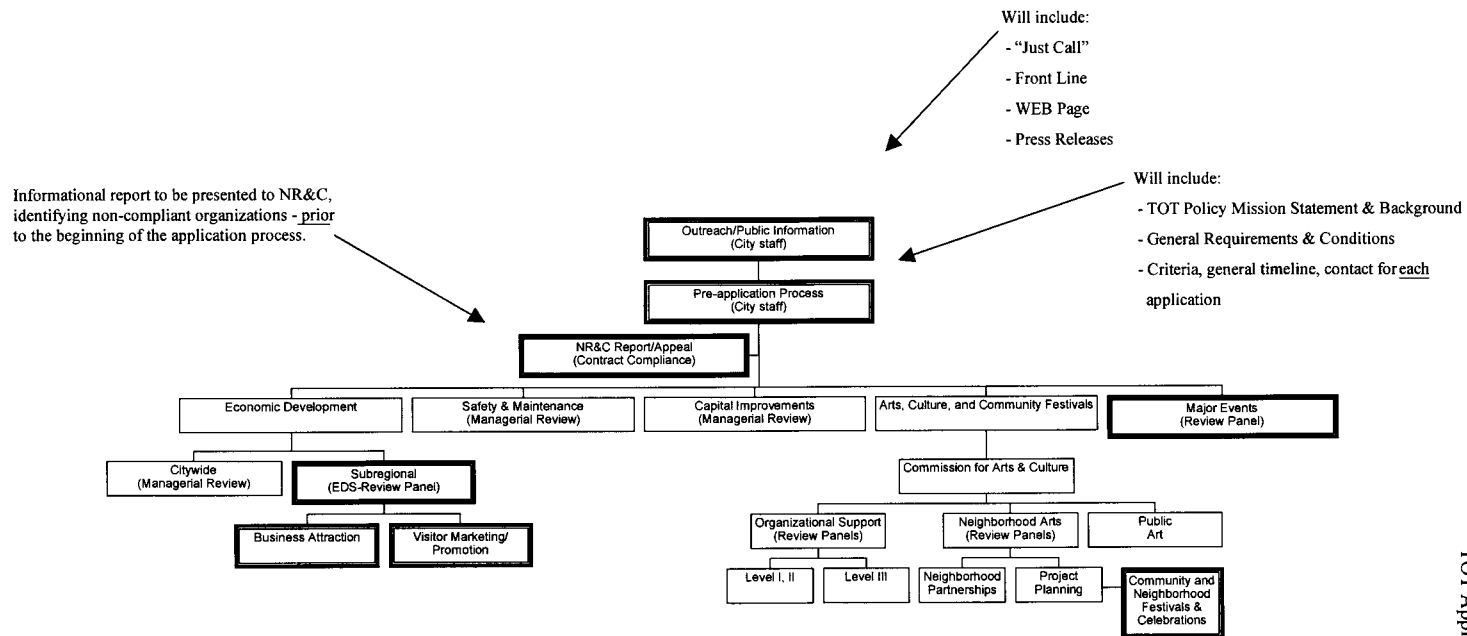 Will include:
- “Just Call”
- Front Line
- WEB Page
- Press Releases
Informational report to be presented to NR&C,
identifying non-compliant organizations - prior
to the beginning of the application process.
Will include:
- TOT Policy Mission Statement & Background
- General Requirements & Conditions
- Criteria, general timeline, contact for each
application
Outreach/Public Information
(City staff)
Pre-application Process
(City staff)
NR&C Report/Appeal
(Contract Compliance)
Economic Development
Safety & Maintenance
(Managerial Review)
Capital Improvements
(Managerial Review)
Arts, Culture, and Community Festivals
Major Events
(Review Panel)
Citywide
(Managerial Review)
Subregional
(EDS-Review Panel)
Commission for Arts & Culture
Business Attraction
Visitor Marketing/
Promotion
Organizational Support
(Review Panels)
Neighborhood Arts
(Review Panels)
Public
Art
Level I, II
Level III
Neighborhood
Partnerships
Project
Planning
Community and
Neighborhood
Festivals &
Celebrations
TOT